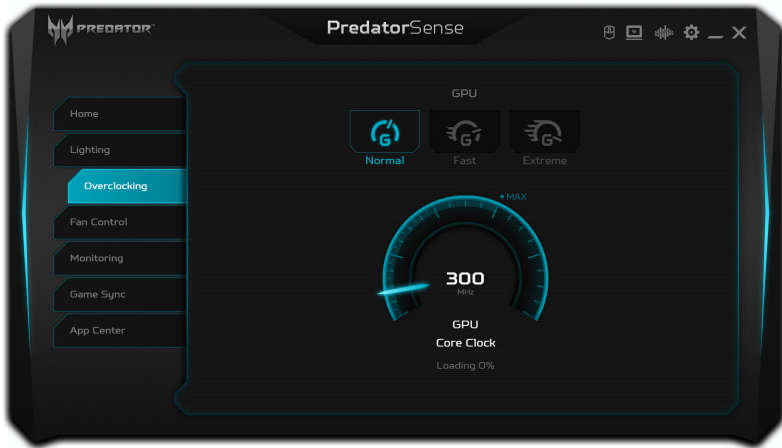 PREDATOR
PredatorSense
Home
Lighting
Overclocking
Fan Control
Monitoring
Game Sync
App Center
GPU
Normal
Fast
Extreme
MAX
300
MHz
GPU
Core Clock
Loading 0%